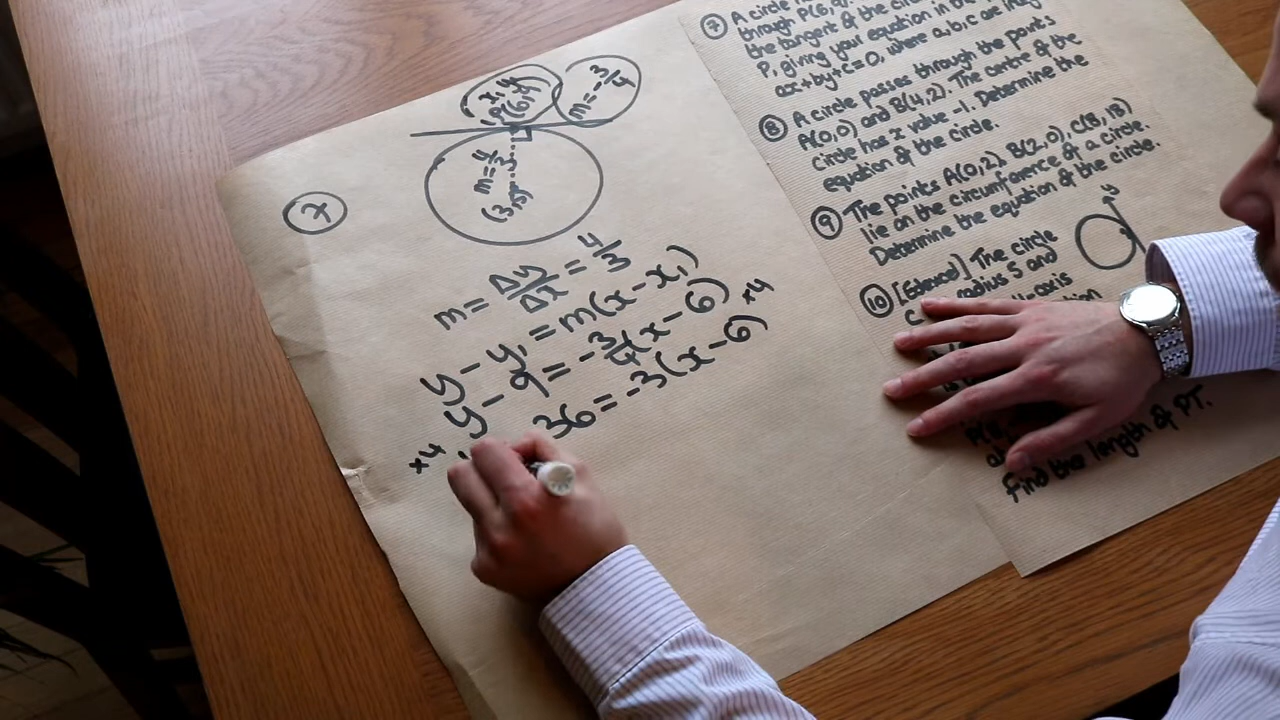 7
x y
P(6,9)
m = -3/4
m = 4/3
(3,5)
m = Δy/Δx = 4/3
y - y₁ = m(x - x₁)
y - 9 = -3/4(x - 6)
×4
×4
36 = -3(x - 6)
7 A circle
through P(6,9).
the tangent of the circle
P, giving your equation in the
ax+by+c=0, where a,b,c are
8 A circle passes through the points
A(0,0) and B(4,2). The centre of the
circle has x value -1. Determine the
equation of the circle.
9 The points A(0,2), B(2,0), C(8,18)
lie on the circumference of a circle.
Determine the equation of the circle.
10 [Edexcel] The circle
C radius 5 and
-axis
Find the length of PT.